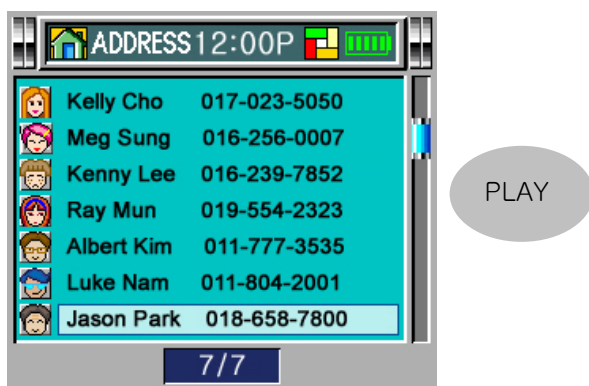 ADDRESS 12:00P
Kelly Cho 017-023-5050
Meg Sung 016-256-0007
Kenny Lee 016-239-7852
Ray Mun 019-554-2323
Albert Kim 011-777-3535
Luke Nam 011-804-2001
Jason Park 018-658-7800
PLAY
7/7